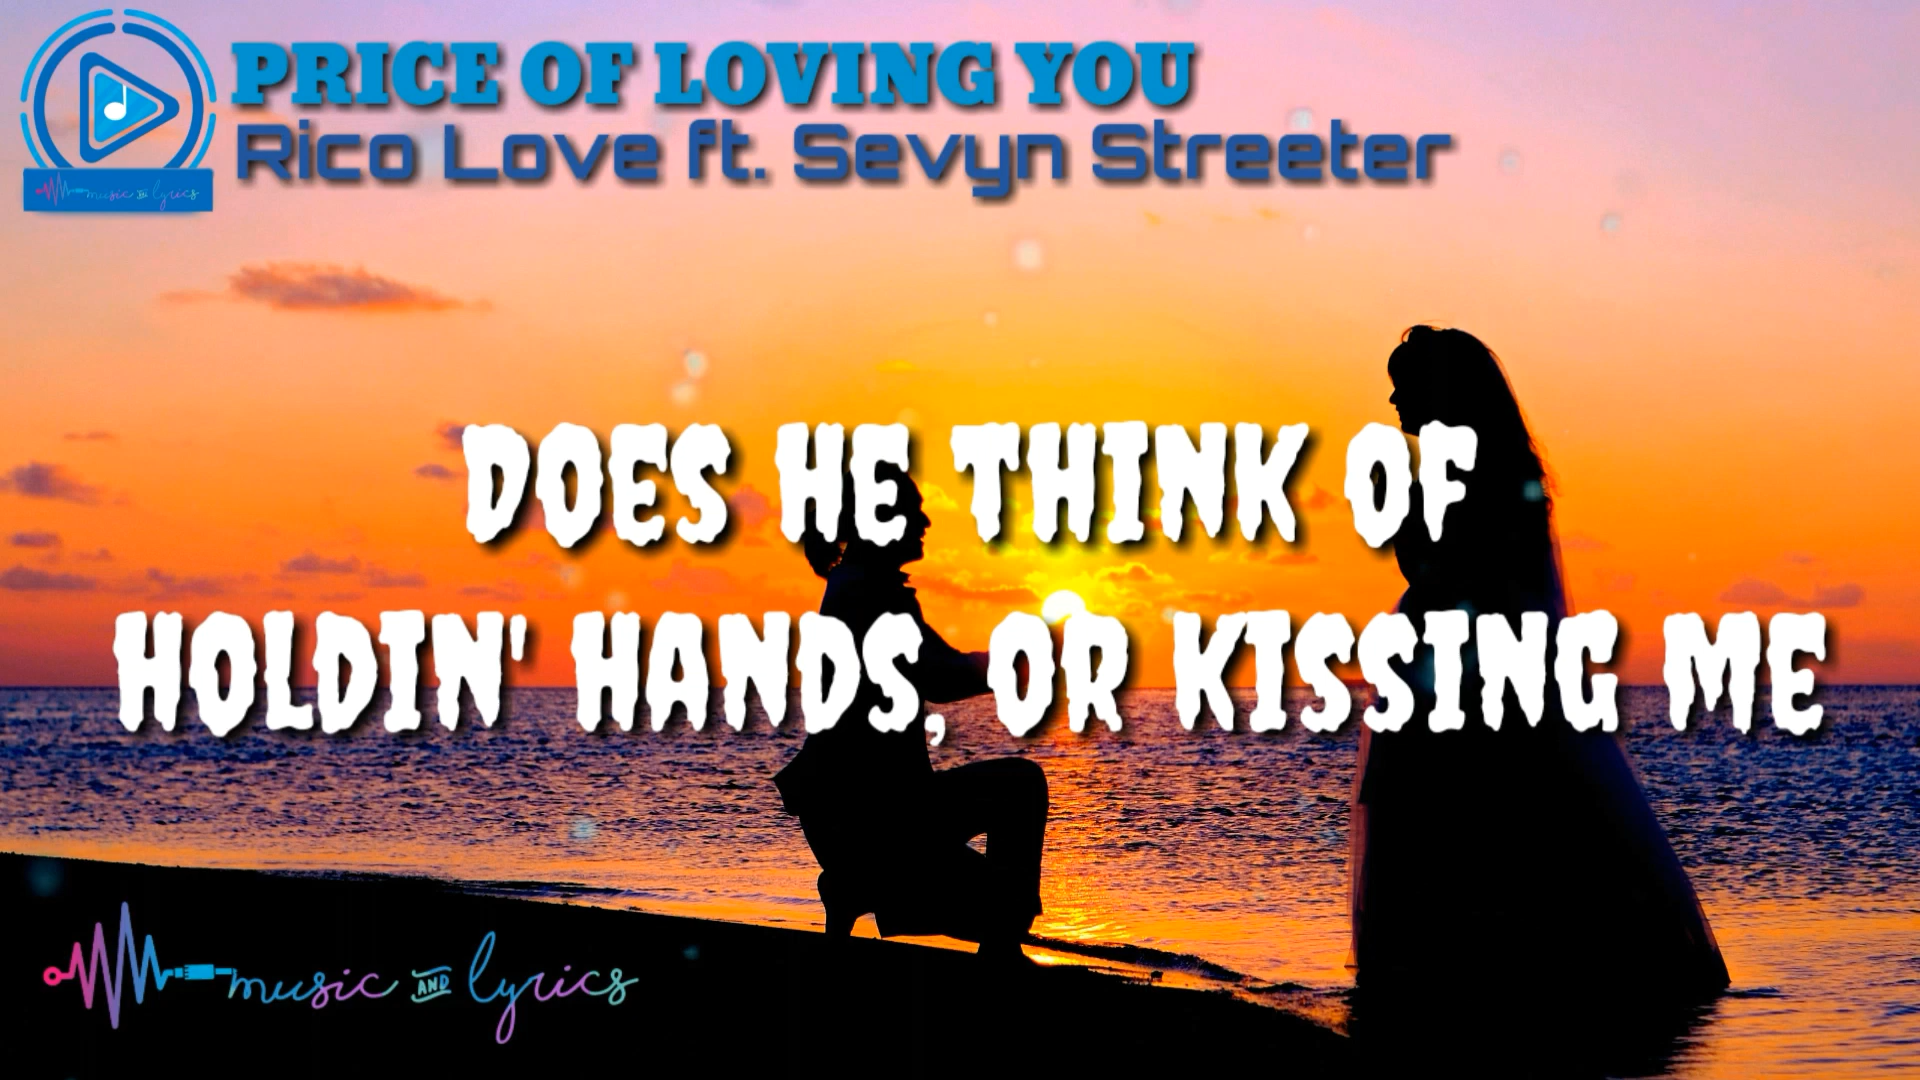 PRICE OF LOVING YOU
Rico Love ft. Sevyn Streeter
music AND lyrics
DOES HE THINK OF
HOLDIN' HANDS, OR KISSING ME
music AND lyrics